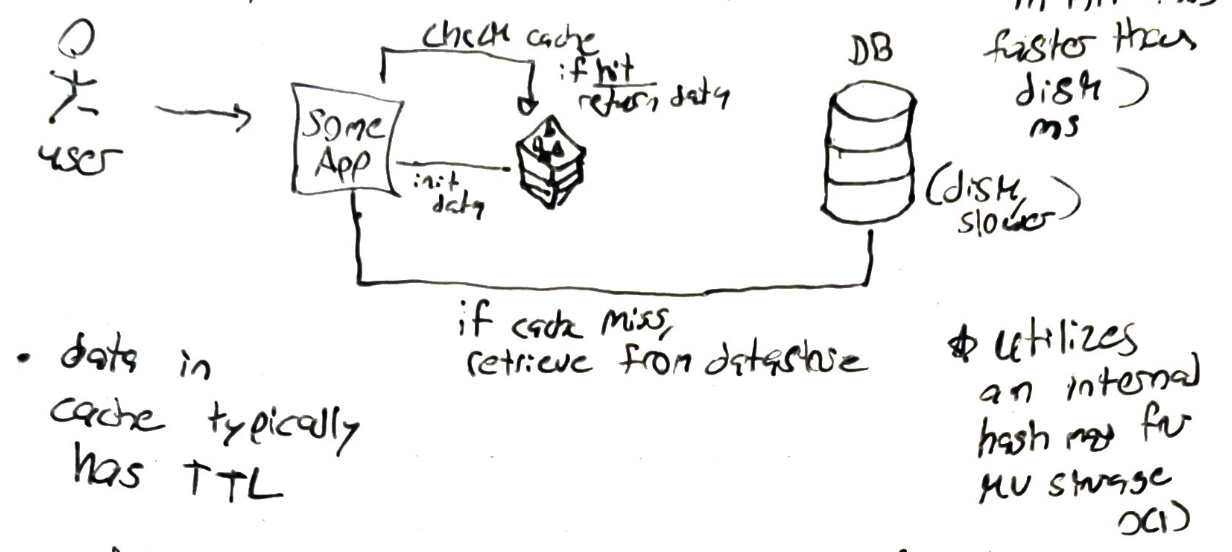 check cache
if hit
return data
DB
faster than
disk)
ms
user
Some
App
init
data
(disk,
slower)
if cache miss,
retrieve from datastore
• data in
cache typically
has TTL
utilizes
an internal
hash map for
KV storage
O(1)